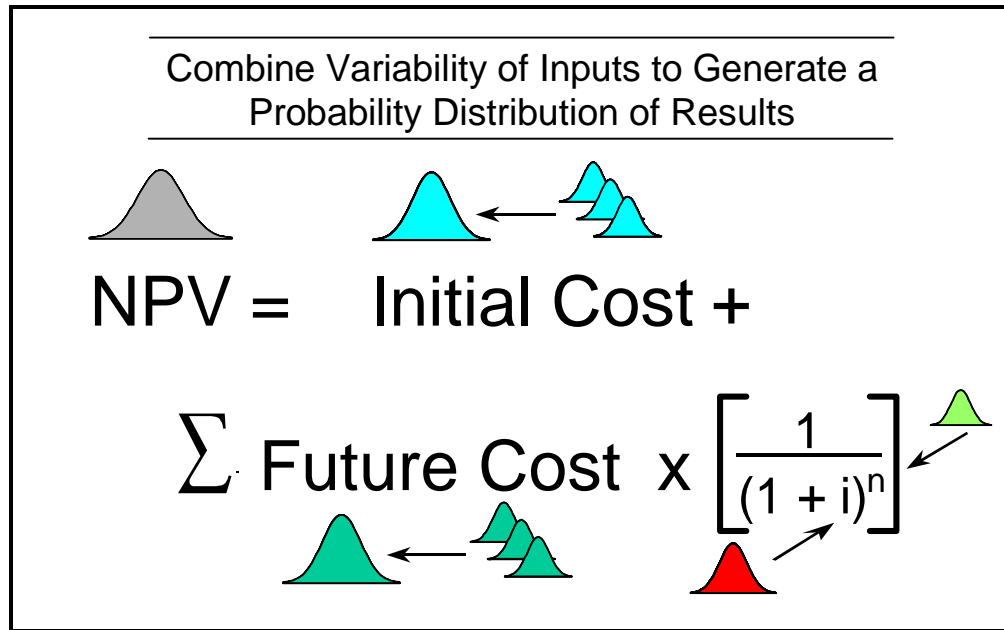 Combine Variability of Inputs to Generate a
Probability Distribution of Results
NPV = Initial Cost +
∑ Future Cost x [1 / (1 + i)ⁿ]